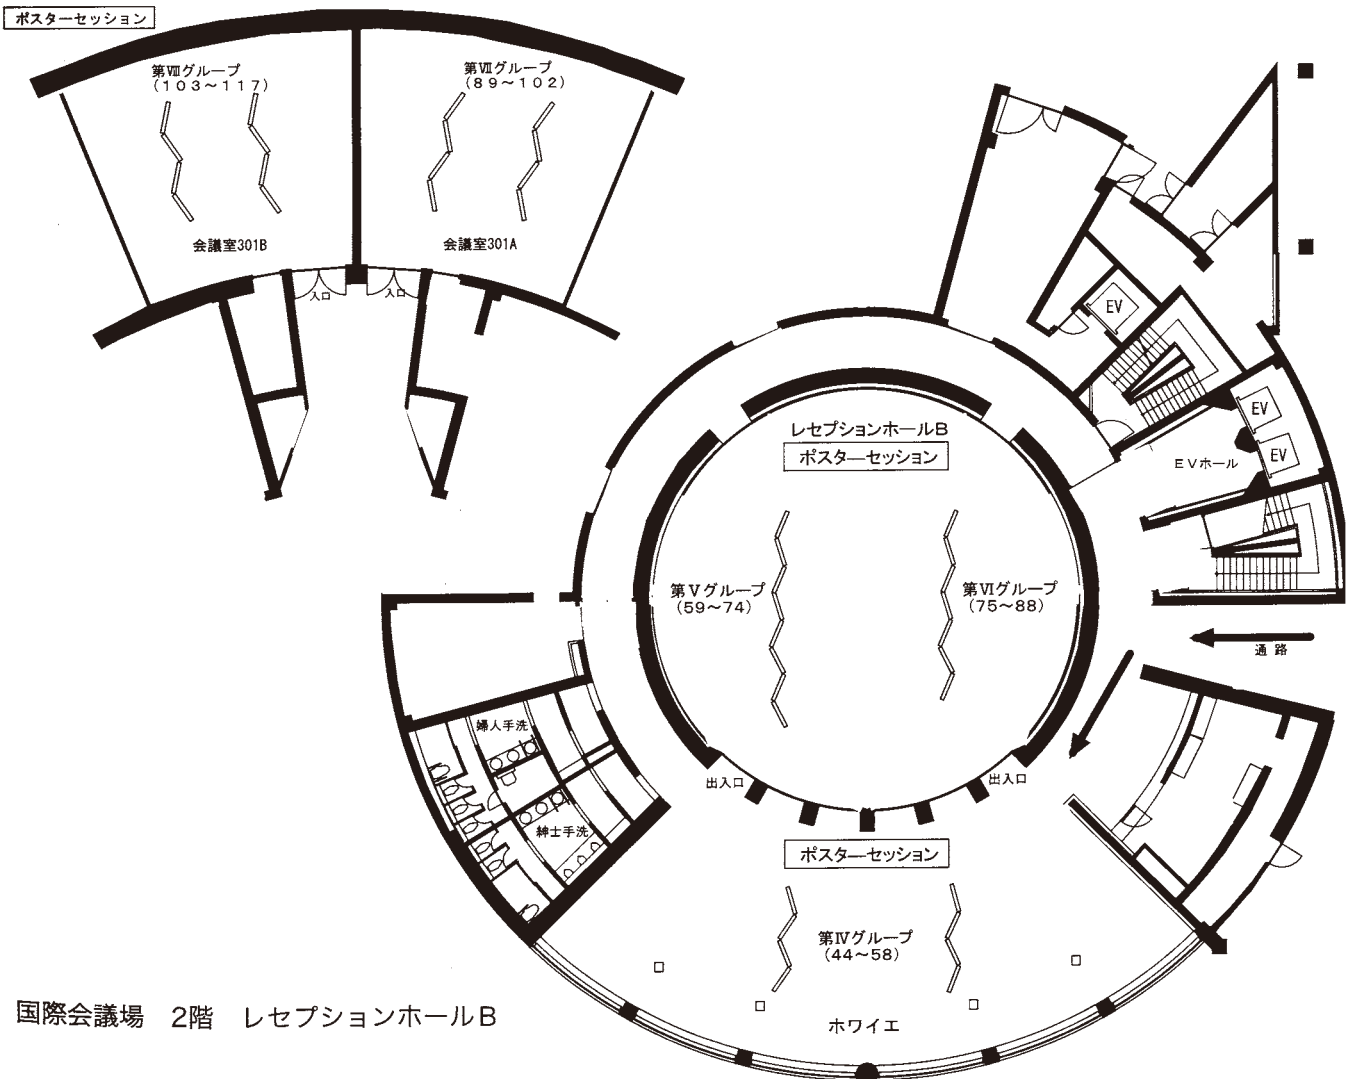 ポスターセッション
第Ⅷグループ
(103～117)
第Ⅶグループ
(89～102)
会議室301B
会議室301A
入口
入口
EV
EV
EV
EVホール
レセプションホールB
ポスターセッション
第Ⅴグループ
(59～74)
第Ⅵグループ
(75～88)
通路
婦人手洗
紳士手洗
出入口
出入口
ポスターセッション
第Ⅳグループ
(44～58)
ホワイエ
国際会議場 2階 レセプションホールB